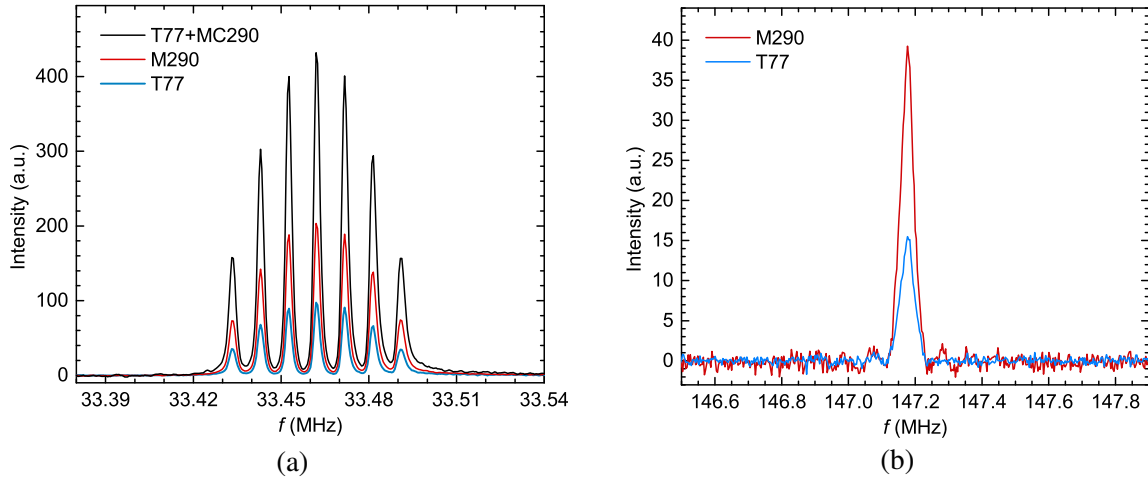 T77+MC290
M290
T77
Intensity (a.u.)
400
300
200
100
0
33.39 33.42 33.45 33.48 33.51 33.54
f (MHz)
(a)
M290
T77
Intensity (a.u.)
40
35
30
25
20
15
10
5
0
146.6 146.8 147.0 147.2 147.4 147.6 147.8
f (MHz)
(b)